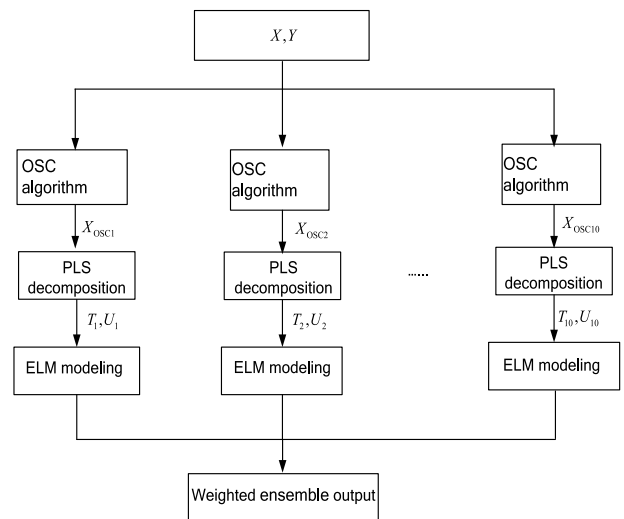 X, Y
OSC
algorithm
OSC
algorithm
OSC
algorithm
X_OSC1
X_OSC2
X_OSC10
PLS
decomposition
PLS
decomposition
......
PLS
decomposition
T_1, U_1
T_2, U_2
T_10, U_10
ELM modeling
ELM modeling
ELM modeling
Weighted ensemble output